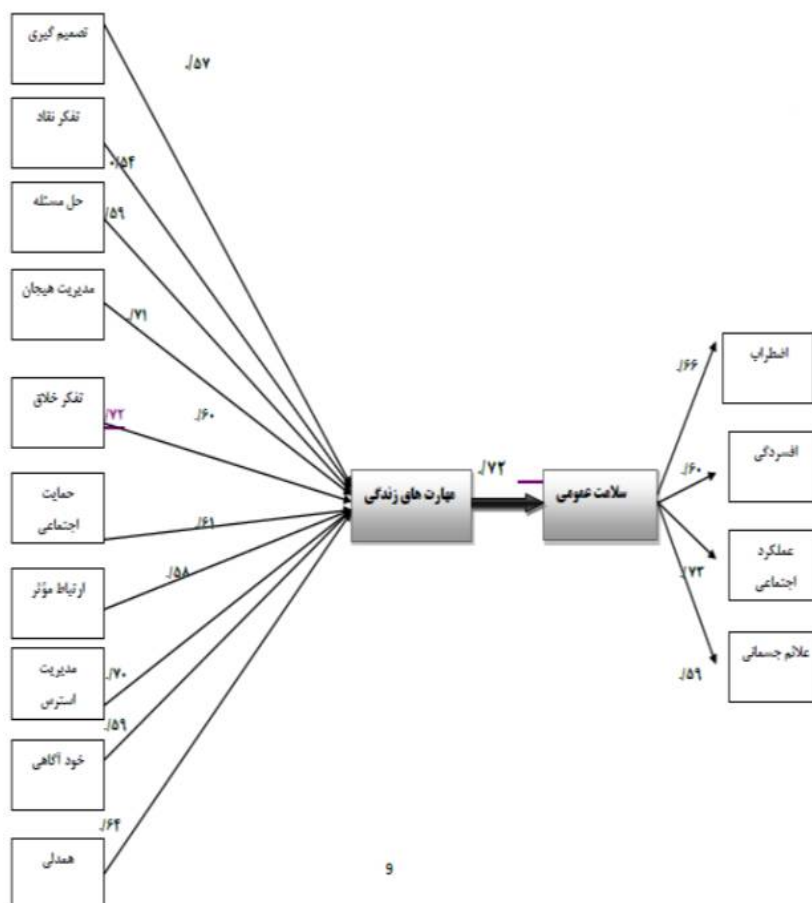 تصمیم گیری
./۵۷
تفکر نقاد
۰/۵۴
حل مسئله
/۵۹
مدیریت هیجان
./۷۱
تفکر خلاق
/۷۲
./۶۰
حمایت
اجتماعی
./۶۱
ارتباط مؤثر
./۵۸
مدیریت
استرس
./۷۰
خود آگاهی
./۵۹
همدلی
./۶۴
مهارت های زندگی
./۷۲
سلامت عمومی
./۶۶
اضطراب
./۶۰
افسردگی
./۷۳
عملکرد
اجتماعی
./۵۹
علائم جسمانی
9